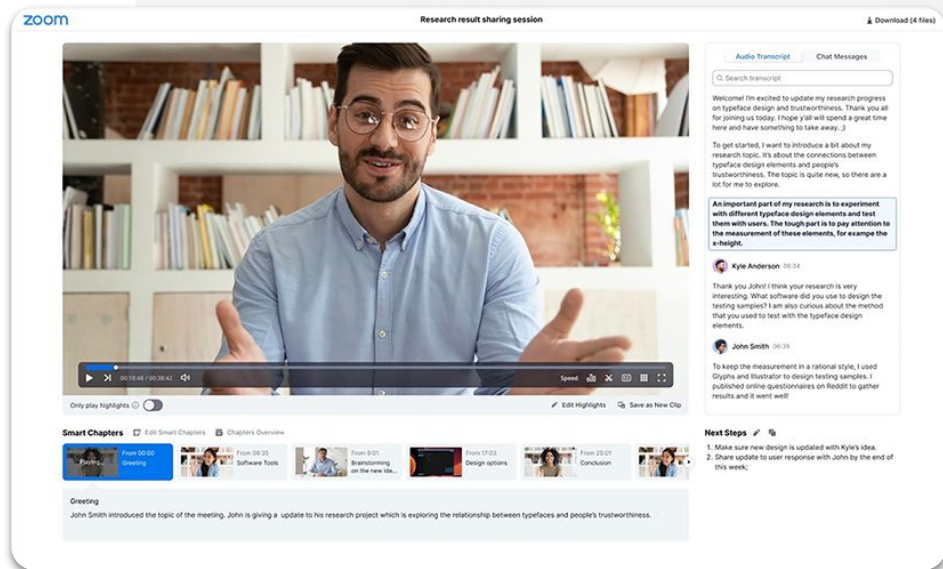 zoom
Research result sharing session
Download (4 files)
Audio Transcript
Chat Messages
Search transcript
Welcome! I'm excited to update my research progress
on typeface design and trustworthiness. Thank you all
for joining us today. I hope y'all will spend a great time
here and have something to take away. ;)
To get started, I want to introduce a bit about my
research topic. It's about the connections between
typeface design elements and people's
trustworthiness. The topic is quite new, so there are a
lot for me to explore.
An important part of my research is to experiment
with different typeface design elements and test
them with users. The tough part is to pay attention to
the measurement of these elements, for exampe the
x-height.
Kyle Anderson 06:34
Thank you John! I think your research is very
interesting. What software did you use to design the
testing samples? I am also curious about the method
that you used to test with the typeface design
elements.
John Smith 06:39
To keep the measurement in a rational style, I used
Glyphs and Illustrator to design testing samples. I
published online questionnaires on Reddit to gather
results and it went well!
00:18:48 / 00:38:42
Speed
Only play highlights
Edit Highlights
Save as New Clip
Smart Chapters
Edit Smart Chapters
Chapters Overview
Playing...
From 00:00
Greeting
From 06:35
Software Tools
From 9:01
Brainstorming
on the new ide...
From 17:03
Design options
From 25:01
Conclusion
Greeting
John Smith introduced the topic of the meeting. John is giving a update to his research project which is exploring the relationship between typefaces and people's trustworthiness.
Next Steps
1. Make sure new design is updated with Kyle's idea.
2. Share update to user response with John by the end of
this week;